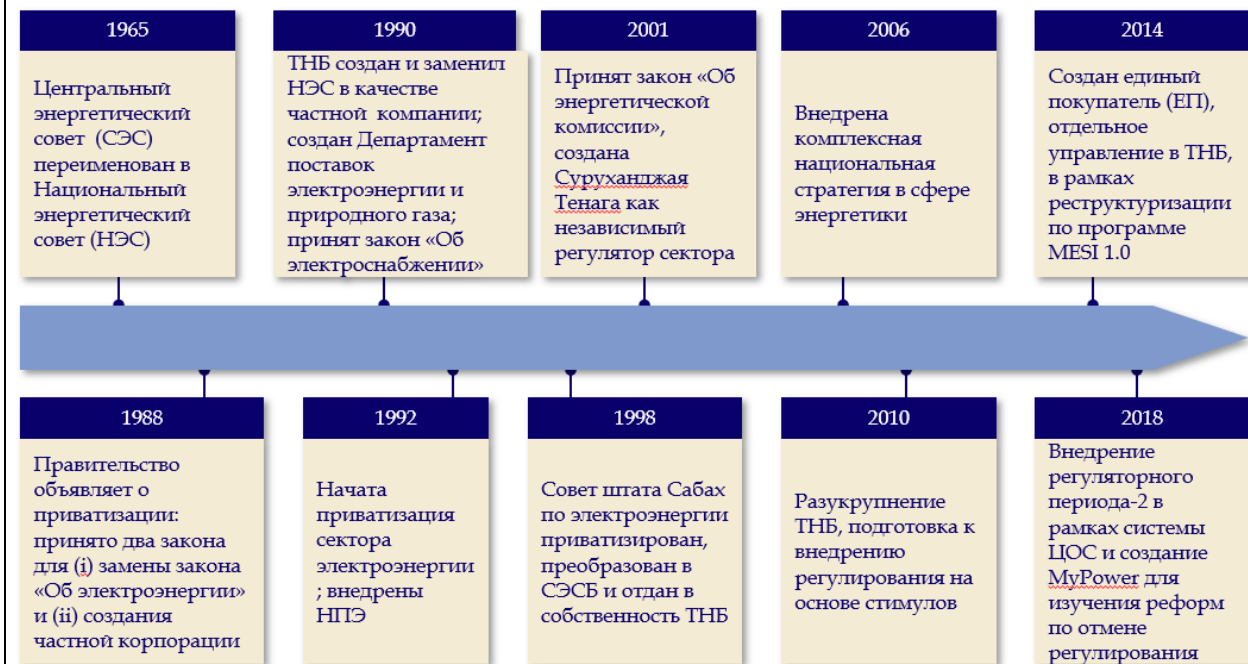 1965
Центральный
энергетический
совет (СЭС)
переименован в
Национальный
энергетический
совет (НЭС)
1990
ТНБ создан и заменил
НЭС в качестве
частной компании;
создан Департамент
поставок
электроэнергии и
природного газа;
принят закон «Об
электроснабжении»
2001
Принят закон «Об
энергетической
комиссии»,
создана
Суруханджая
Тенага как
независимый
регулятор сектора
2006
Внедрена
комплексная
национальная
стратегия в сфере
энергетики
2014
Создан единый
покупатель (ЕП),
отдельное
управление в ТНБ,
в рамках
реструктуризации
по программе
MESI 1.0
1988
Правительство
объявляет о
приватизации:
принято два закона
для (i) замены закона
«Об электроэнергии»
и (ii) создания
частной корпорации
1992
Начата
приватизация
сектора
электроэнергии
; внедрены
НПЭ
1998
Совет штата Сабах
по электроэнергии
приватизирован,
преобразован в
СЭСБ и отдан в
собственность ТНБ
2010
Разукрупнение
ТНБ, подготовка к
внедрению
регулирования на
основе стимулов
2018
Внедрение
регуляторного
периода-2 в
рамках системы
ЦОС и создание
MyPower для
изучения реформ
по отмене
регулирования